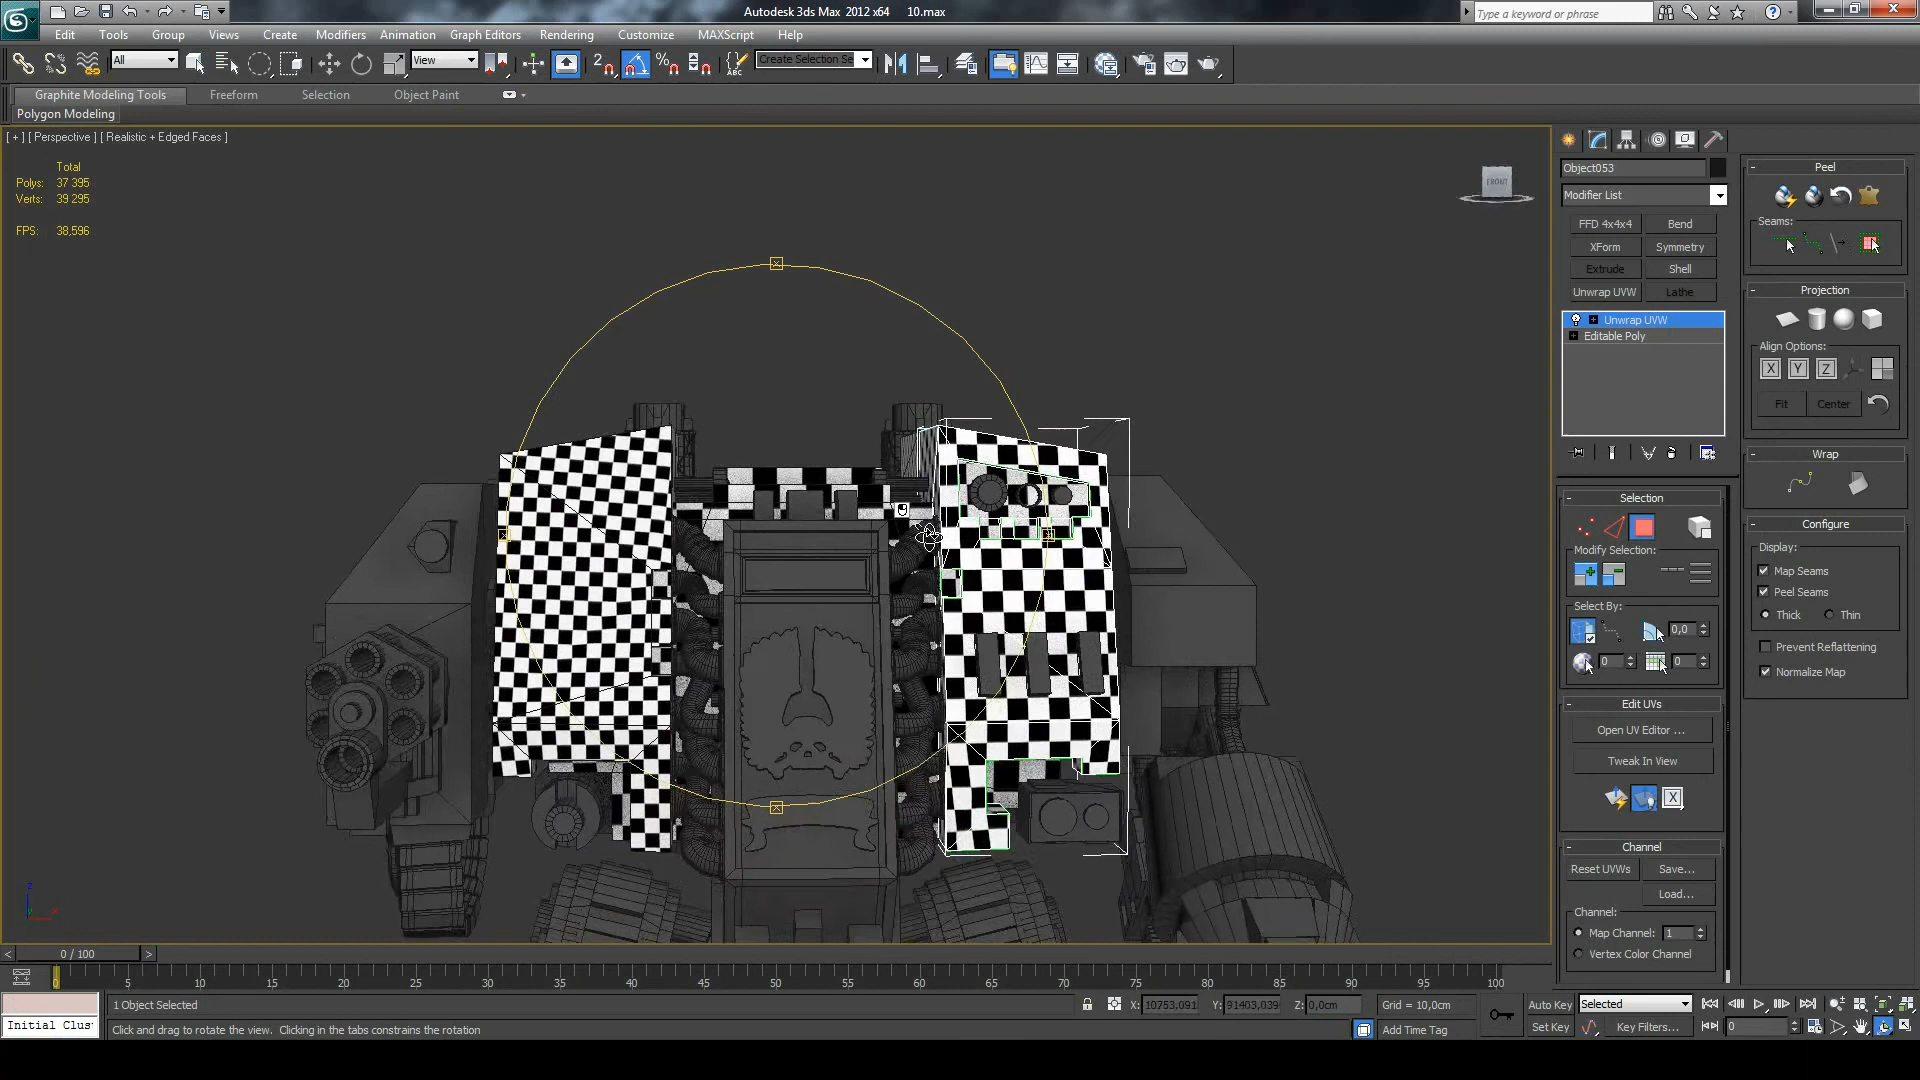 Autodesk 3ds Max 2012 x64 10.max
Type a keyword or phrase
Edit Tools Group Views Create Modifiers Animation Graph Editors Rendering Customize MAXScript Help
All
View
Create Selection Se
Graphite Modeling Tools Freeform Selection Object Paint
Polygon Modeling
[ + ] [ Perspective ] [ Realistic + Edged Faces ]
Total
Polys: 37 395
Verts: 39 295
FPS: 38,596
FRONT
Object053
Modifier List
FFD 4x4x4 Bend
XForm Symmetry
Extrude Shell
Unwrap UVW Lathe
Unwrap UVW
Editable Poly
Selection
Modify Selection:
Select By:
0,0
0 0
Edit UVs
Open UV Editor ...
Tweak In View
Channel
Reset UVWs Save...
Load...
Channel:
Map Channel: 1
Vertex Color Channel
Peel
Seams:
Projection
Align Options:
X Y Z
Fit Center
Wrap
Configure
Display:
Map Seams
Peel Seams
Thick Thin
Prevent Reflattening
Normalize Map
< 0 / 100 >
0 5 10 15 20 25 30 35 40 45 50 55 60 65 70 75 80 85 90 95 100
1 Object Selected
X: 10753,091 Y: 91403,039 Z: 0,0cm Grid = 10,0cm
Auto Key Selected
Initial Clus
Click and drag to rotate the view. Clicking in the tabs constrains the rotation
Add Time Tag
Set Key Key Filters... 0